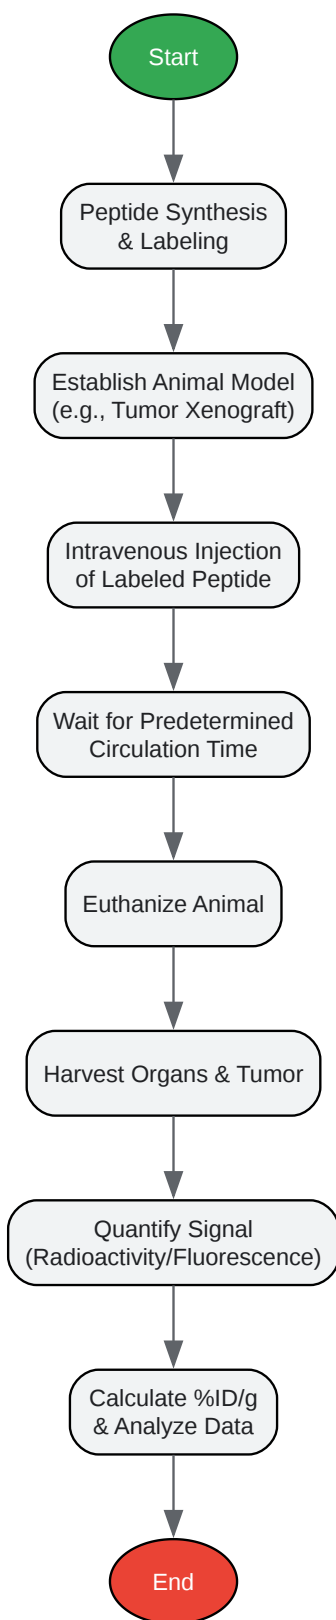 Start
Peptide Synthesis
& Labeling
Establish Animal Model
(e.g., Tumor Xenograft)
Intravenous Injection
of Labeled Peptide
Wait for Predetermined
Circulation Time
Euthanize Animal
Harvest Organs & Tumor
Quantify Signal
(Radioactivity/Fluorescence)
Calculate %ID/g
& Analyze Data
End